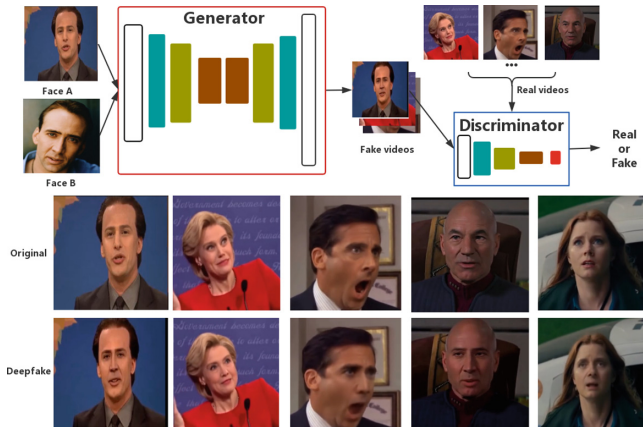 Generator
Face A
Face B
Fake videos
...
Real videos
Discriminator
Real
or
Fake
Original
Deepfake